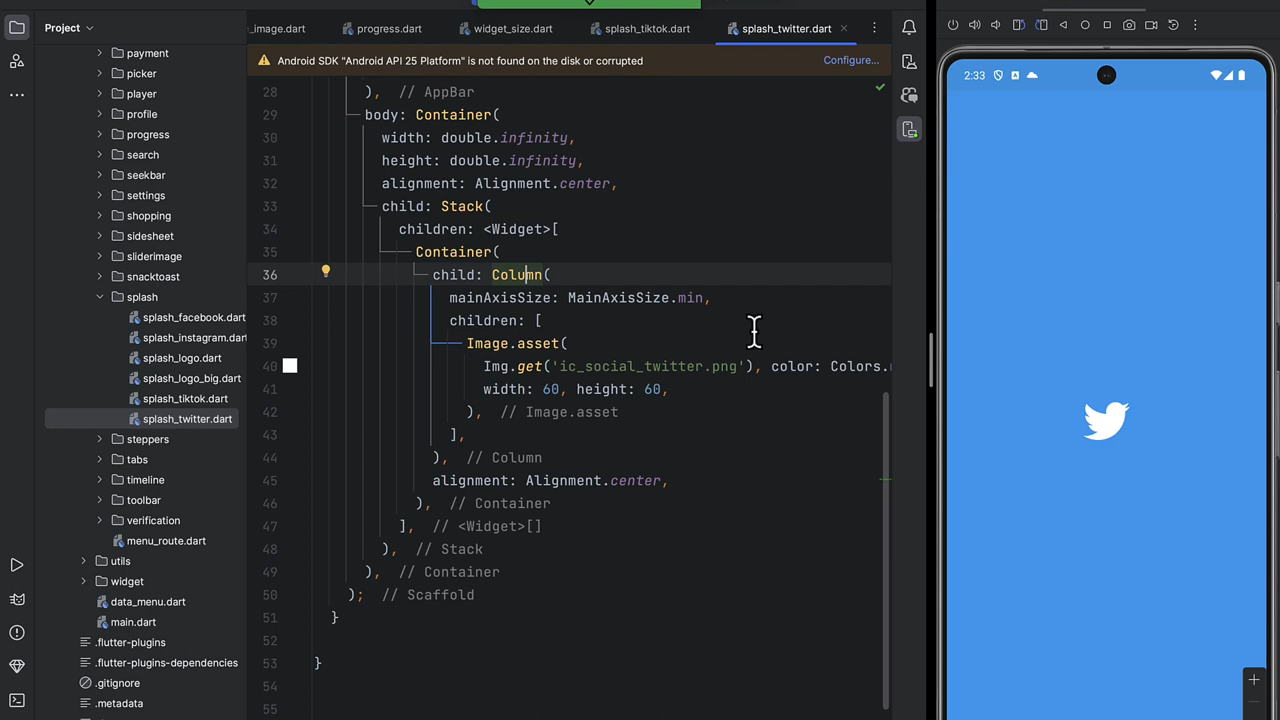 Project
_image.dart
progress.dart
widget_size.dart
splash_tiktok.dart
splash_twitter.dart
Android SDK "Android API 25 Platform" is not found on the disk or corrupted
Configure...
payment
picker
player
profile
progress
search
seekbar
settings
shopping
sidesheet
sliderimage
snacktoast
splash
splash_facebook.dart
splash_instagram.dart
splash_logo.dart
splash_logo_big.dart
splash_tiktok.dart
splash_twitter.dart
steppers
tabs
timeline
toolbar
verification
menu_route.dart
utils
widget
data_menu.dart
main.dart
.flutter-plugins
.flutter-plugins-dependencies
.gitignore
.metadata
28 ), // AppBar
29 body: Container(
30 width: double.infinity,
31 height: double.infinity,
32 alignment: Alignment.center,
33 child: Stack(
34 children: <Widget>[
35 Container(
36 child: Column(
37 mainAxisSize: MainAxisSize.min,
38 children: [
39 Image.asset(
40 Img.get('ic_social_twitter.png'), color: Colors.
41 width: 60, height: 60,
42 ), // Image.asset
43 ],
44 ), // Column
45 alignment: Alignment.center,
46 ), // Container
47 ], // <Widget>[]
48 ), // Stack
49 ), // Container
50 ); // Scaffold
51 }
52
53 }
54
55
2:33